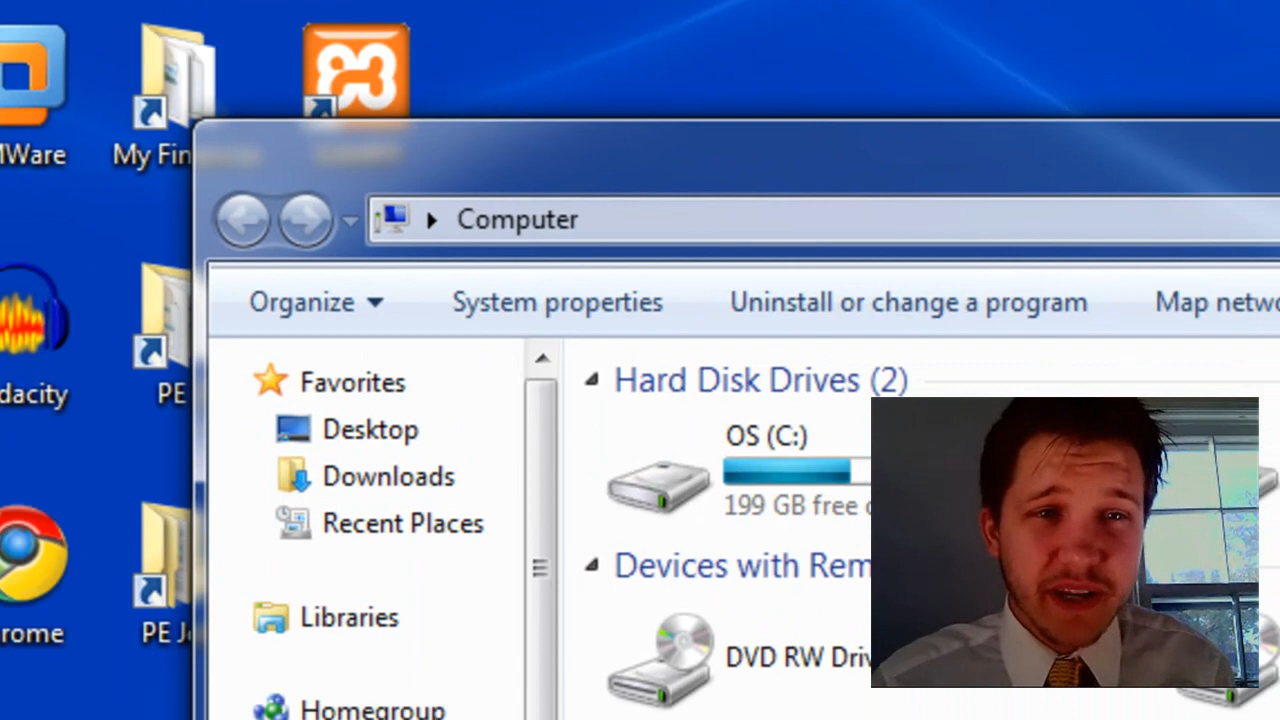 MWare
My Fin
Computer
Organize
System properties
Uninstall or change a program
Map netwo
Favorites
Hard Disk Drives (2)
dacity
PE
Desktop
OS (C:)
Downloads
199 GB free o
Recent Places
Devices with Rem
Libraries
rome
PE J
DVD RW Driv
Homegroup